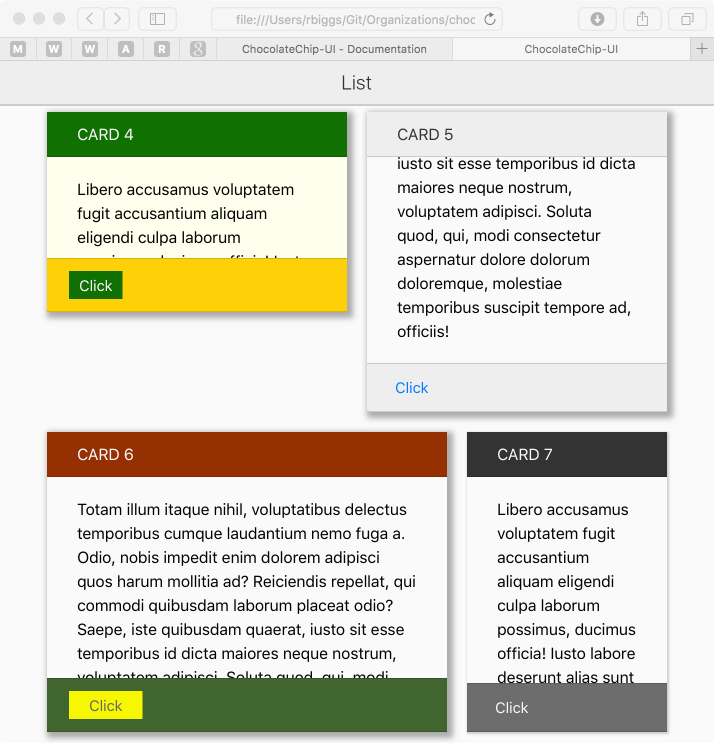 file:///Users/rbiggs/Git/Organizations/choc
M W W A R g ChocolateChip-UI - Documentation ChocolateChip-UI +
List
CARD 4
Libero accusamus voluptatem
fugit accusantium aliquam
eligendi culpa laborum
Click
CARD 5
iusto sit esse temporibus id dicta
maiores neque nostrum,
voluptatem adipisci. Soluta
quod, qui, modi consectetur
aspernatur dolore dolorum
doloremque, molestiae
temporibus suscipit tempore ad,
officiis!
Click
CARD 6
Totam illum itaque nihil, voluptatibus delectus
temporibus cumque laudantium nemo fuga a.
Odio, nobis impedit enim dolorem adipisci
quos harum mollitia ad? Reiciendis repellat, qui
commodi quibusdam laborum placeat odio?
Saepe, iste quibusdam quaerat, iusto sit esse
temporibus id dicta maiores neque nostrum,
voluptatem adipisci. Soluta quod, qui, modi
Click
CARD 7
Libero accusamus
voluptatem fugit
accusantium
aliquam eligendi
culpa laborum
possimus, ducimus
officia! Iusto labore
deserunt alias sunt
Click